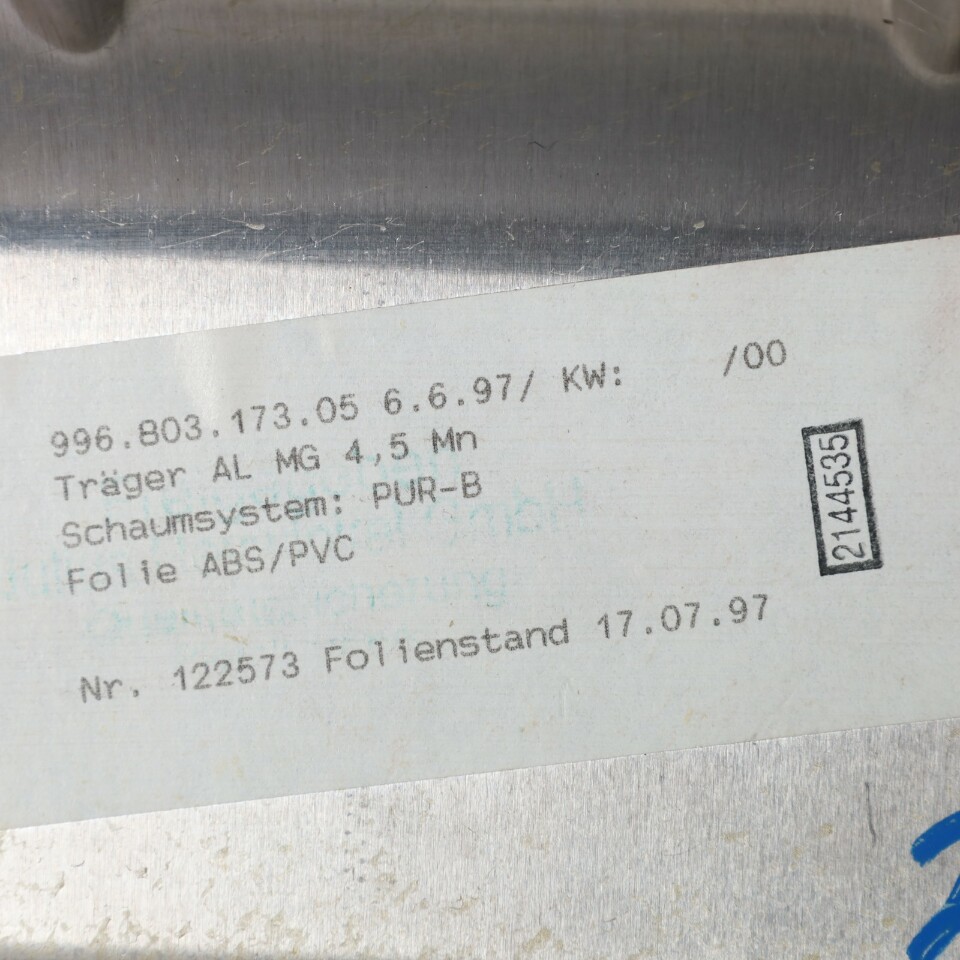 996.803.173.05 6.6.97/ KW: /00
Träger AL MG 4,5 Mn
Schaumsystem: PUR-B
Folie ABS/PVC
Nr. 122573 Folienstand 17.07.97
2144535